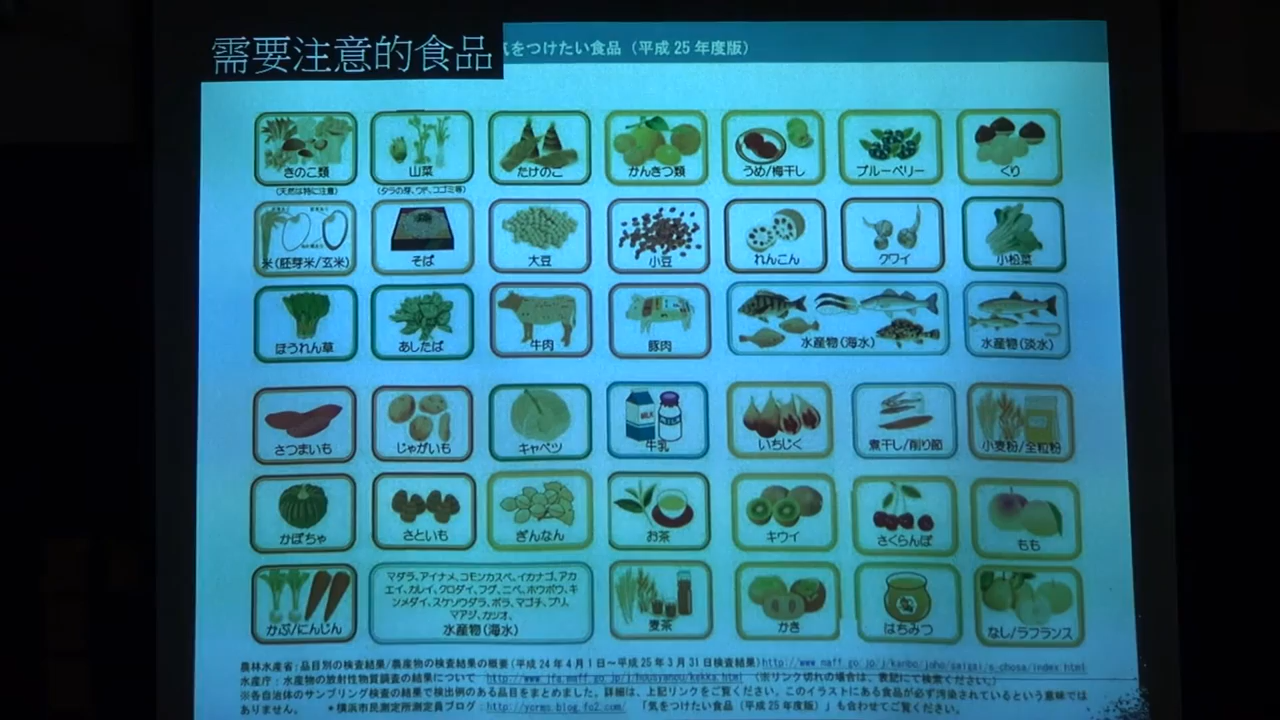 需要注意的食品
気をつけたい食品（平成25年度版）
きのこ類
（天然は特に注意）
山菜
（タラの芽、ウド、コゴミ等）
たけのこ
かんきつ類
うめ/梅干し
ブルーベリー
くり
米（胚芽米/玄米）
そば
大豆
小豆
れんこん
クワイ
小松菜
ほうれん草
あしたば
牛肉
豚肉
水産物（海水）
水産物（淡水）
さつまいも
じゃがいも
キャベツ
牛乳
いちじく
煮干し/削り節
小麦粉/全粒粉
かぼちゃ
さといも
ぎんなん
お茶
キウイ
さくらんぼ
もも
かぶ/にんじん
マダラ、アイナメ、コモンカスベ、イカナゴ、アカ
エイ、カレイ、クロダイ、フグ、ニベ、ホウボウ、キ
ンメダイ、スケソウダラ、ボラ、マゴチ、ブリ、
マアジ、カツオ、
水産物（海水）
麦茶
かき
はちみつ
なし/ラフランス
農林水産省：品目別の検査結果/農産物の検査結果の概要（平成24年4月1日～平成25年3月31日検査結果）http://www.maff.go.jp/j/kanbo/joho/saigai/s_chosa/index.html
水産庁：水産物の放射性物質調査の結果について http://www.jfa.maff.go.jp/j/housyanou/kekka.html （※リンク切れの場合は、表記にて検索ください。）
※各自治体のサンプリング検査の結果で検出例のある品目をまとめました。詳細は、上記リンクをご覧ください。このイラストにある食品が必ず汚染されているという意味では
ありません。 ＊横浜市民測定所測定員ブログ：http://ycrms.blog.fc2.com/ 「気をつけたい食品（平成25年度版）」も合わせてご覧ください。